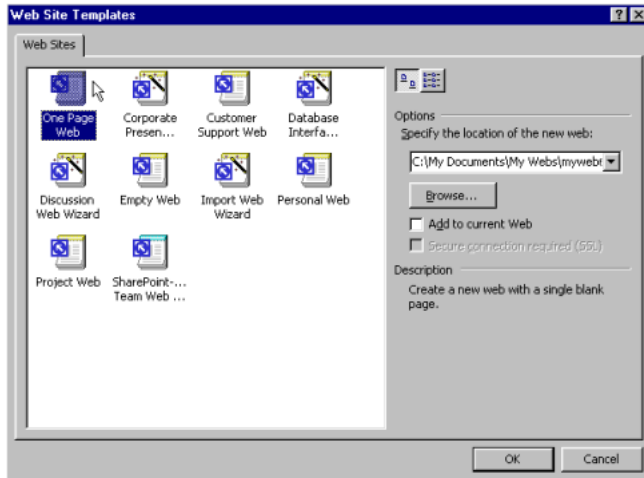 Web Site Templates
Web Sites
One Page Web
Corporate Presen...
Customer Support Web
Database Interfa...
Discussion Web Wizard
Empty Web
Import Web Wizard
Personal Web
Project Web
SharePoint-... Team Web ...
Options
Specify the location of the new web:
C:\My Documents\My Webs\myweb
Browse...
Add to current Web
Secure connection required (SSL)
Description
Create a new web with a single blank
page.
OK
Cancel